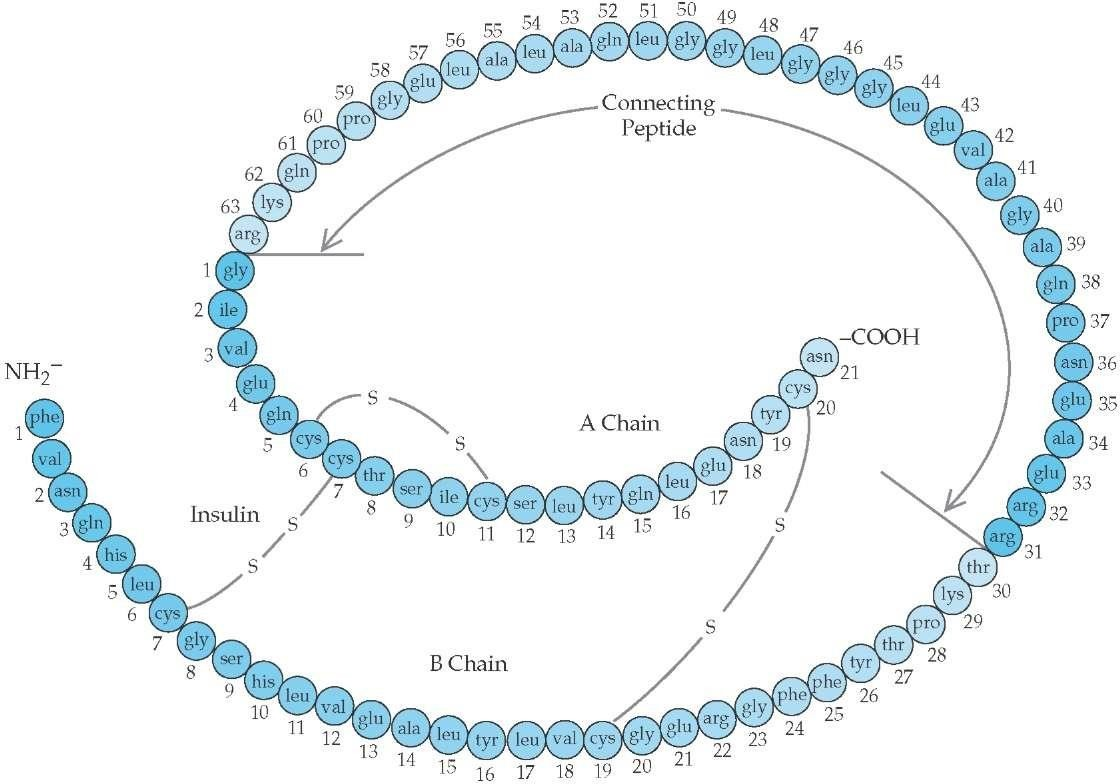 NH2–
phe 1
val 2
asn 3
gln 4
his 5
leu 6
cys 7
gly 8
ser 9
his 10
leu 11
val 12
glu 13
ala 14
leu 15
tyr 16
leu 17
val 18
cys 19
gly 20
glu 21
arg 22
gly 23
phe 24
phe 25
tyr 26
thr 27
pro 28
lys 29
thr 30
arg 31
arg 32
glu 33
ala 34
glu 35
asn 36
pro 37
gln 38
ala 39
gly 40
ala 41
val 42
glu 43
leu 44
gly 45
gly 46
gly 47
leu 48
gly 49
gly 50
leu 51
gln 52
ala 53
leu 54
ala 55
leu 56
glu 57
gly 58
pro 59
pro 60
gln 61
lys 62
arg 63
gly 1
ile 2
val 3
glu 4
gln 5
cys 6
cys 7
thr 8
ser 9
ile 10
cys 11
ser 12
leu 13
tyr 14
gln 15
leu 16
glu 17
asn 18
tyr 19
cys 20
asn 21
–COOH
Connecting
Peptide
A Chain
Insulin
B Chain
S
S
S
S
S
S